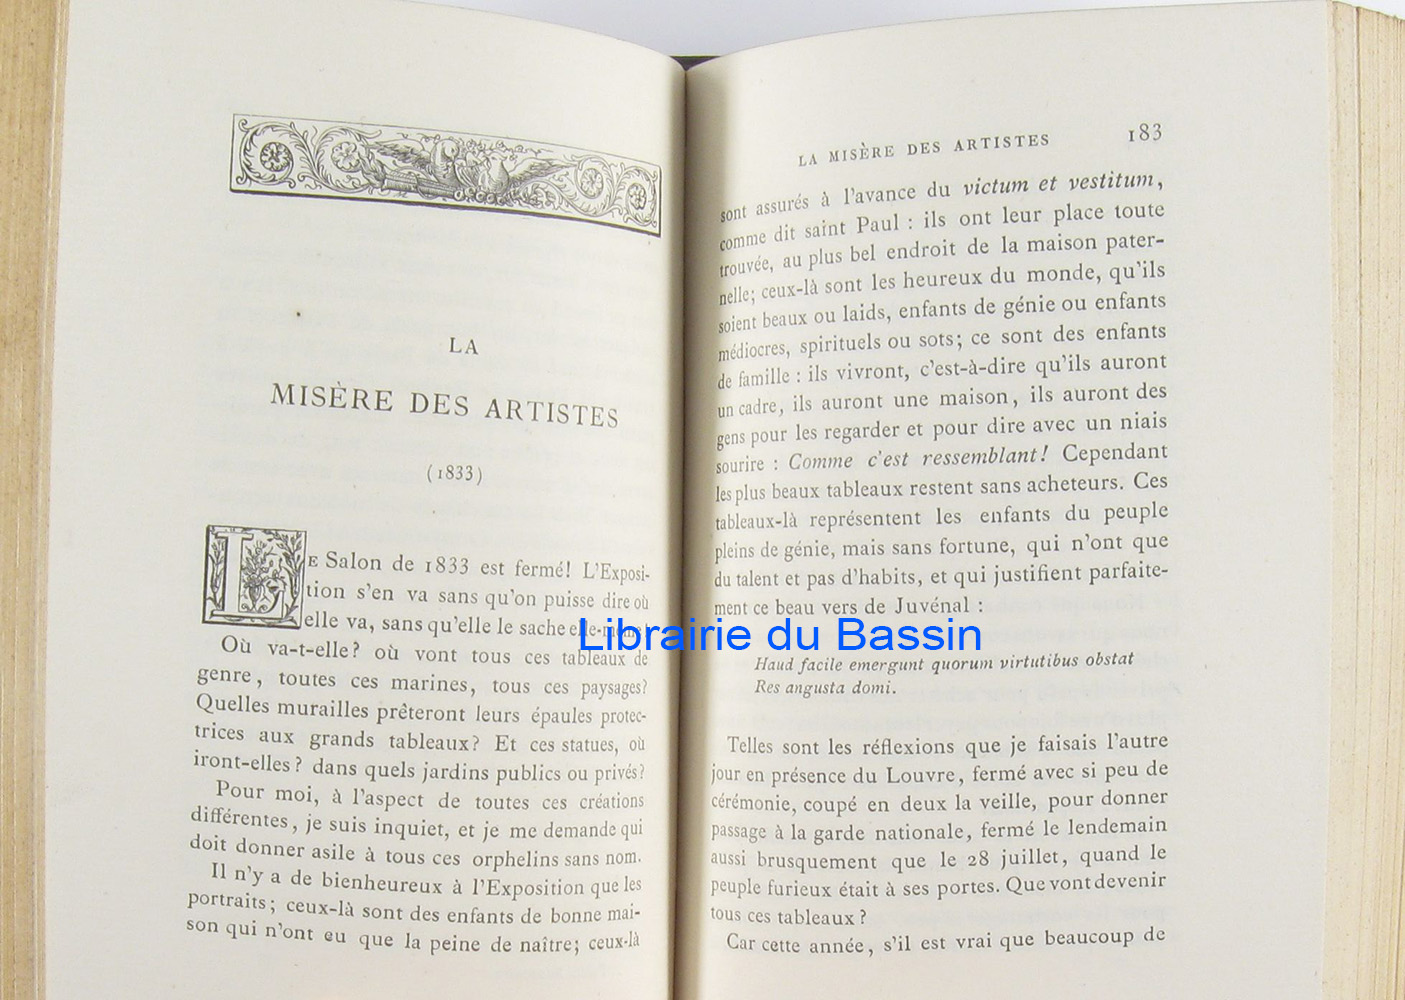 LA
MISÈRE DES ARTISTES
(1833)
LE Salon de 1833 est fermé! L'Exposi-
tion s'en va sans qu'on puisse dire où
elle va, sans qu'elle le sache elle-même!
Où va-t-elle? où vont tous ces tableaux de
genre, toutes ces marines, tous ces paysages?
Quelles murailles prêteront leurs épaules protec-
trices aux grands tableaux? Et ces statues, où
iront-elles? dans quels jardins publics ou privés?
Pour moi, à l'aspect de toutes ces créations
différentes, je suis inquiet, et je me demande qui
doit donner asile à tous ces orphelins sans nom.
Il n'y a de bienheureux à l'Exposition que les
portraits; ceux-là sont des enfants de bonne mai-
son qui n'ont eu que la peine de naître; ceux-là
LA MISÈRE DES ARTISTES 183
sont assurés à l'avance du victum et vestitum,
comme dit saint Paul : ils ont leur place toute
trouvée, au plus bel endroit de la maison pater-
nelle; ceux-là sont les heureux du monde, qu'ils
soient beaux ou laids, enfants de génie ou enfants
médiocres, spirituels ou sots; ce sont des enfants
de famille : ils vivront, c'est-à-dire qu'ils auront
un cadre, ils auront une maison, ils auront des
gens pour les regarder et pour dire avec un niais
sourire : Comme c'est ressemblant! Cependant
les plus beaux tableaux restent sans acheteurs. Ces
tableaux-là représentent les enfants du peuple
pleins de génie, mais sans fortune, qui n'ont que
du talent et pas d'habits, et qui justifient parfaite-
ment ce beau vers de Juvénal :
Haud facile emergunt quorum virtutibus obstat
Res angusta domi.
Telles sont les réflexions que je faisais l'autre
jour en présence du Louvre, fermé avec si peu de
cérémonie, coupé en deux la veille, pour donner
passage à la garde nationale, fermé le lendemain
aussi brusquement que le 28 juillet, quand le
peuple furieux était à ses portes. Que vont devenir
tous ces tableaux?
Car cette année, s'il est vrai que beaucoup de
Librairie du Bassin